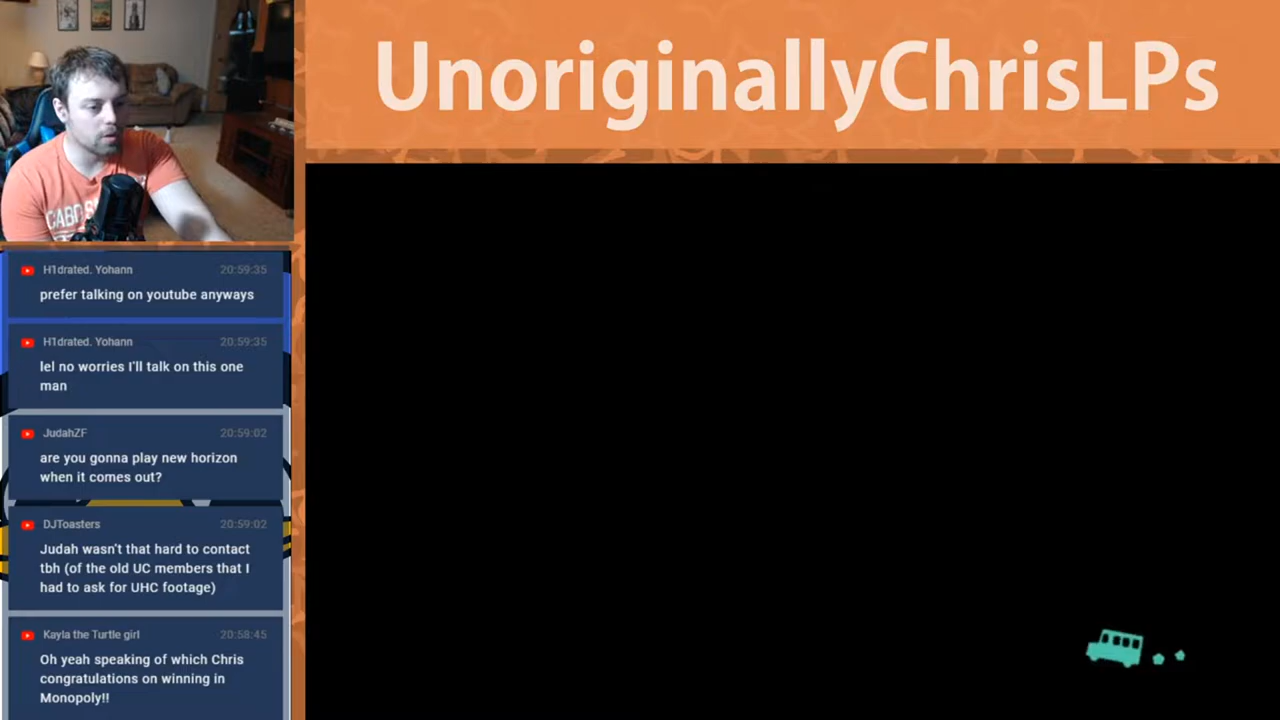 UnoriginallyChrisLPs
CABO
H1drated. Yohann 20:59:35
prefer talking on youtube anyways
H1drated. Yohann 20:59:35
lel no worries I'll talk on this one
man
JudahZF 20:59:02
are you gonna play new horizon
when it comes out?
DJToasters 20:59:02
Judah wasn't that hard to contact
tbh (of the old UC members that I
had to ask for UHC footage)
Kayla the Turtle girl 20:58:45
Oh yeah speaking of which Chris
congratulations on winning in
Monopoly!!